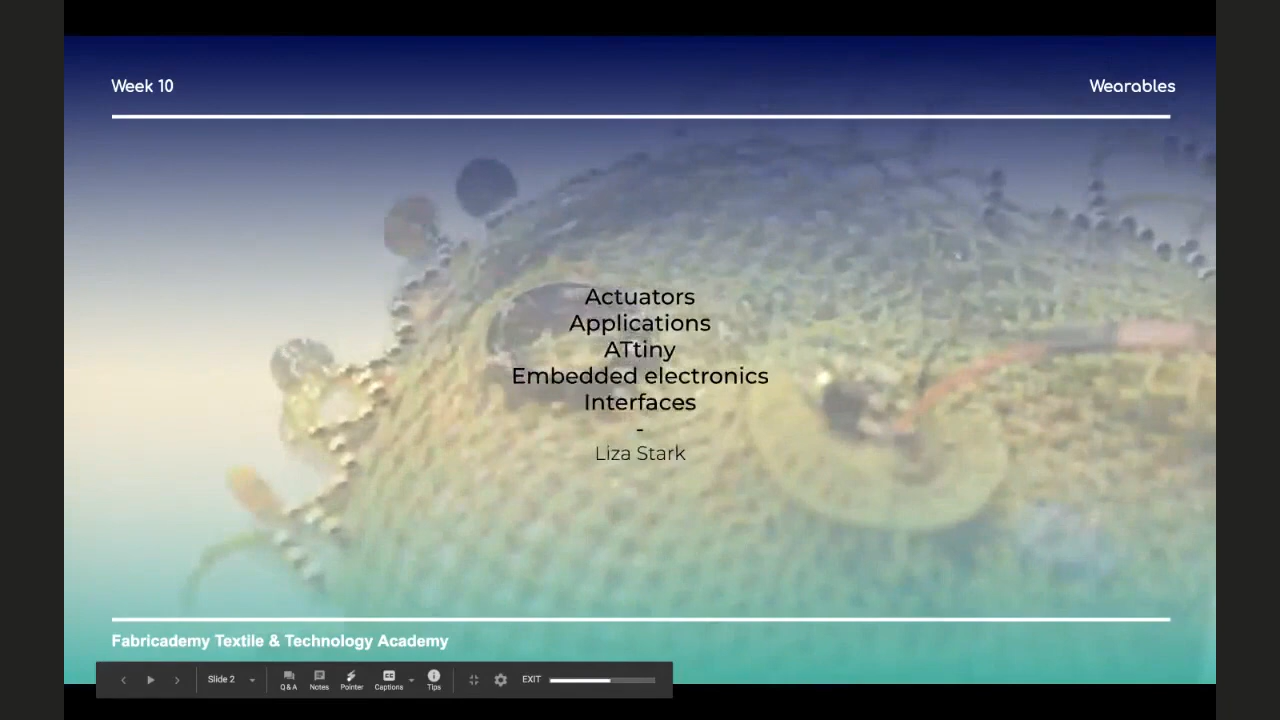 Week 10
Wearables
Actuators
Applications
ATtiny
Embedded electronics
Interfaces
-
Liza Stark
Fabricademy Textile & Technology Academy
Slide 2
Q&A
Notes
Pointer
Captions
Tips
EXIT